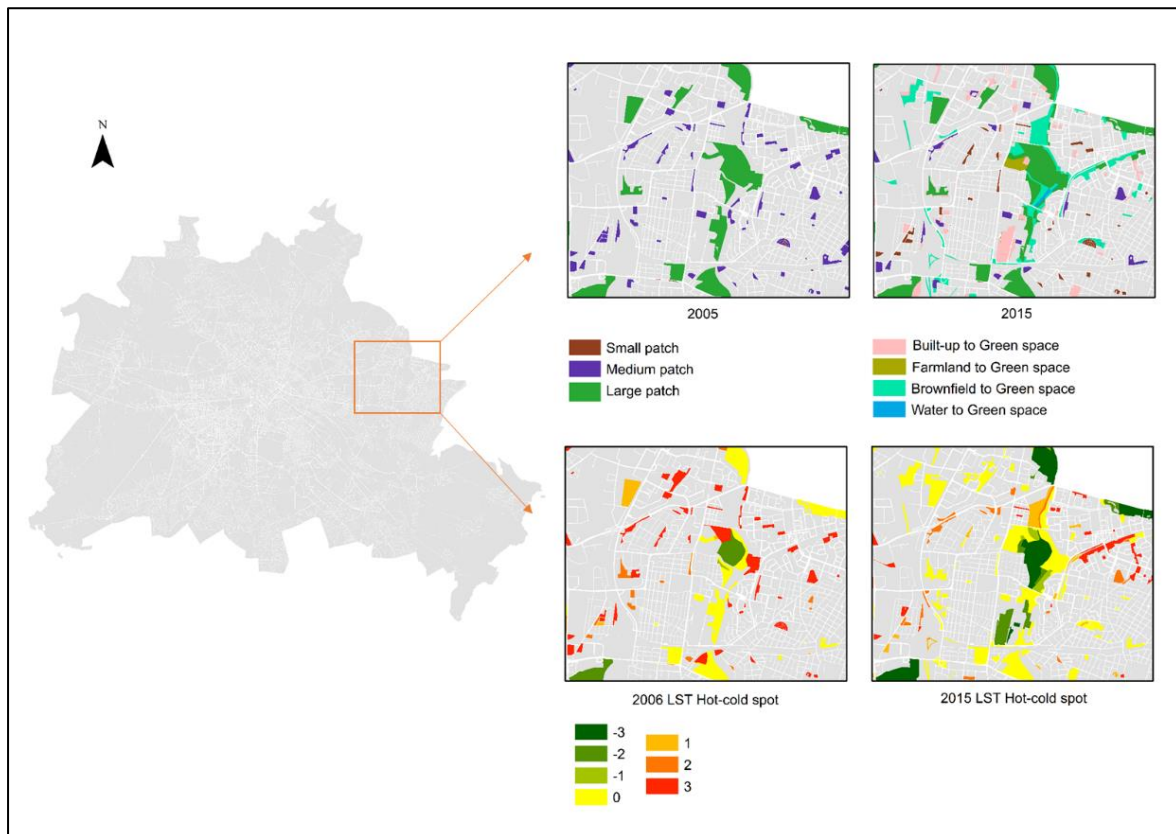 N
2005
2015
Small patch
Medium patch
Large patch
Built-up to Green space
Farmland to Green space
Brownfield to Green space
Water to Green space
2006 LST Hot-cold spot
2015 LST Hot-cold spot
-3
-2
-1
0
1
2
3